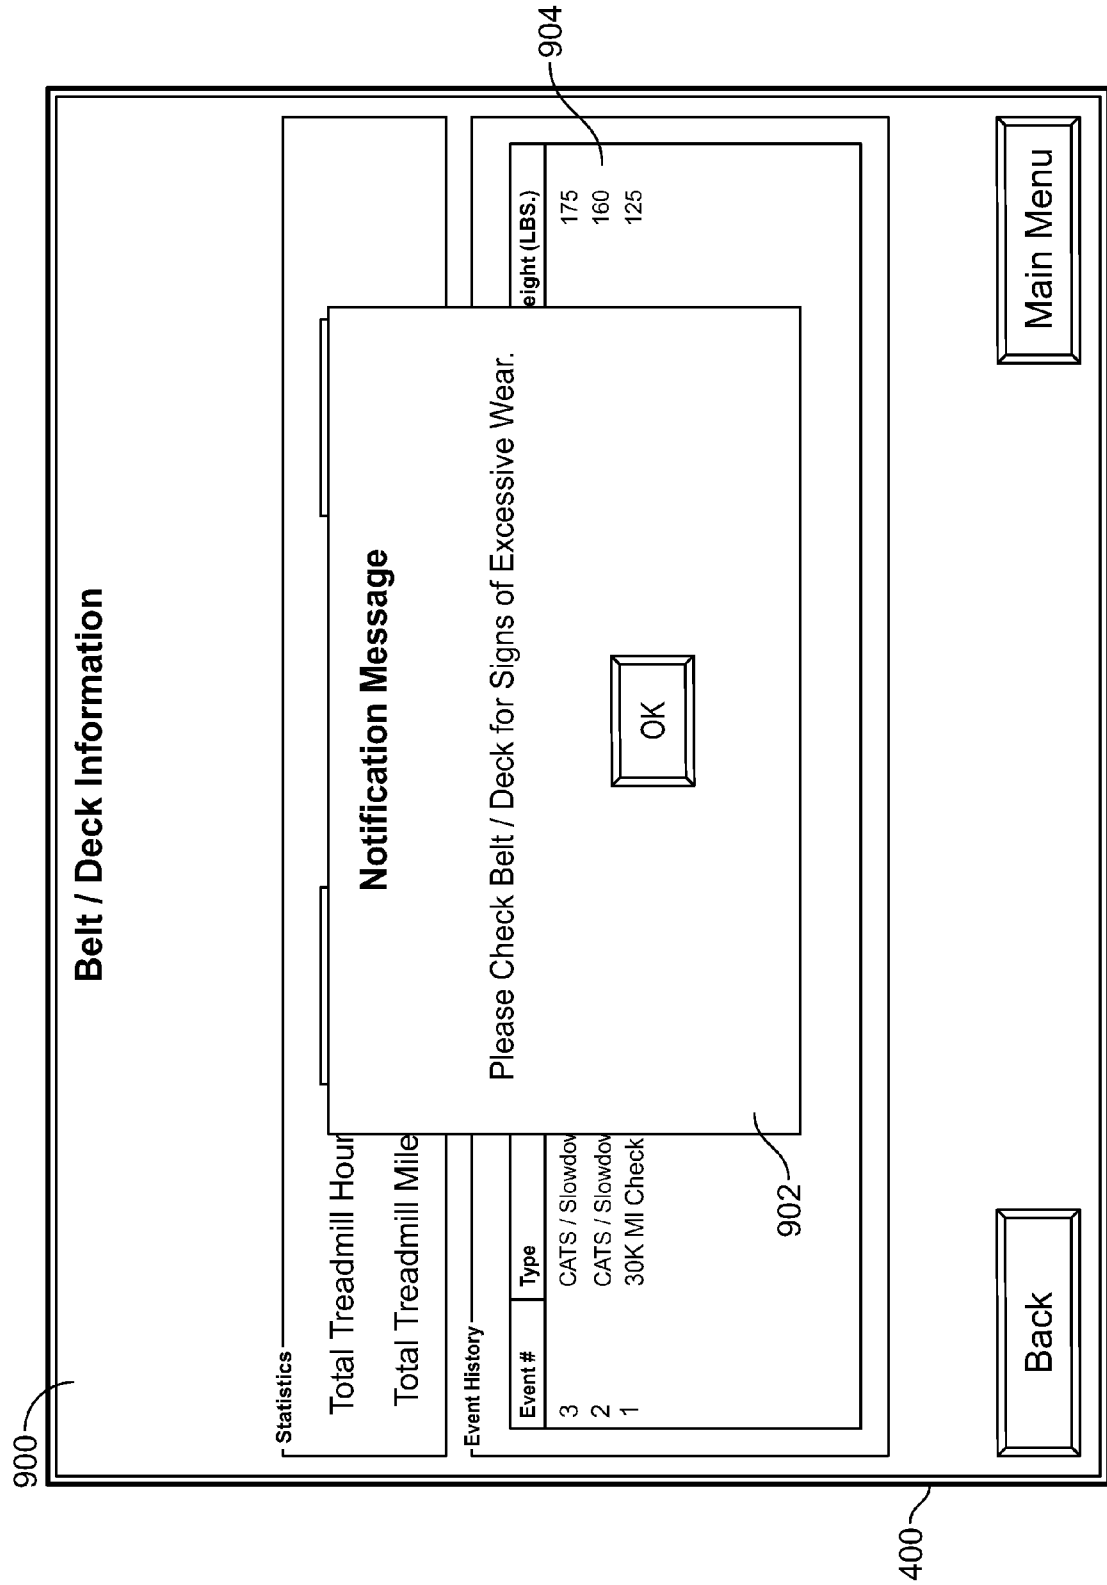 900
Belt / Deck Information
904
Statistics
Total Treadmill Hour
Total Treadmill Mile
Notification Message
Please Check Belt / Deck for Signs of Excessive Wear.
OK
Event History
Event # Type eight (LBS.)
3 CATS / Slowdov 175
2 CATS / Slowdov 160
1 30K MI Check 125
902
Back Main Menu
400